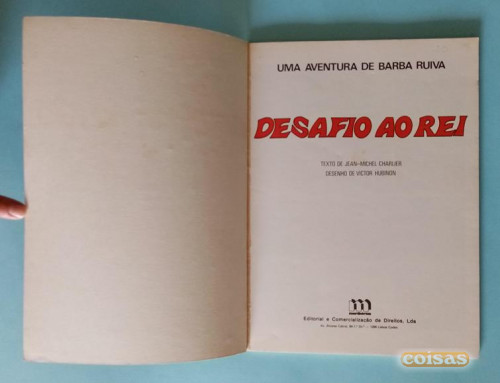 UMA AVENTURA DE BARBA RUIVA
DESAFIO AO REI
TEXTO DE JEAN-MICHEL CHARLIER
DESENHO DE VICTOR HUBINON
m
Editorial e Comercialização de Direitos, Lda
coisas